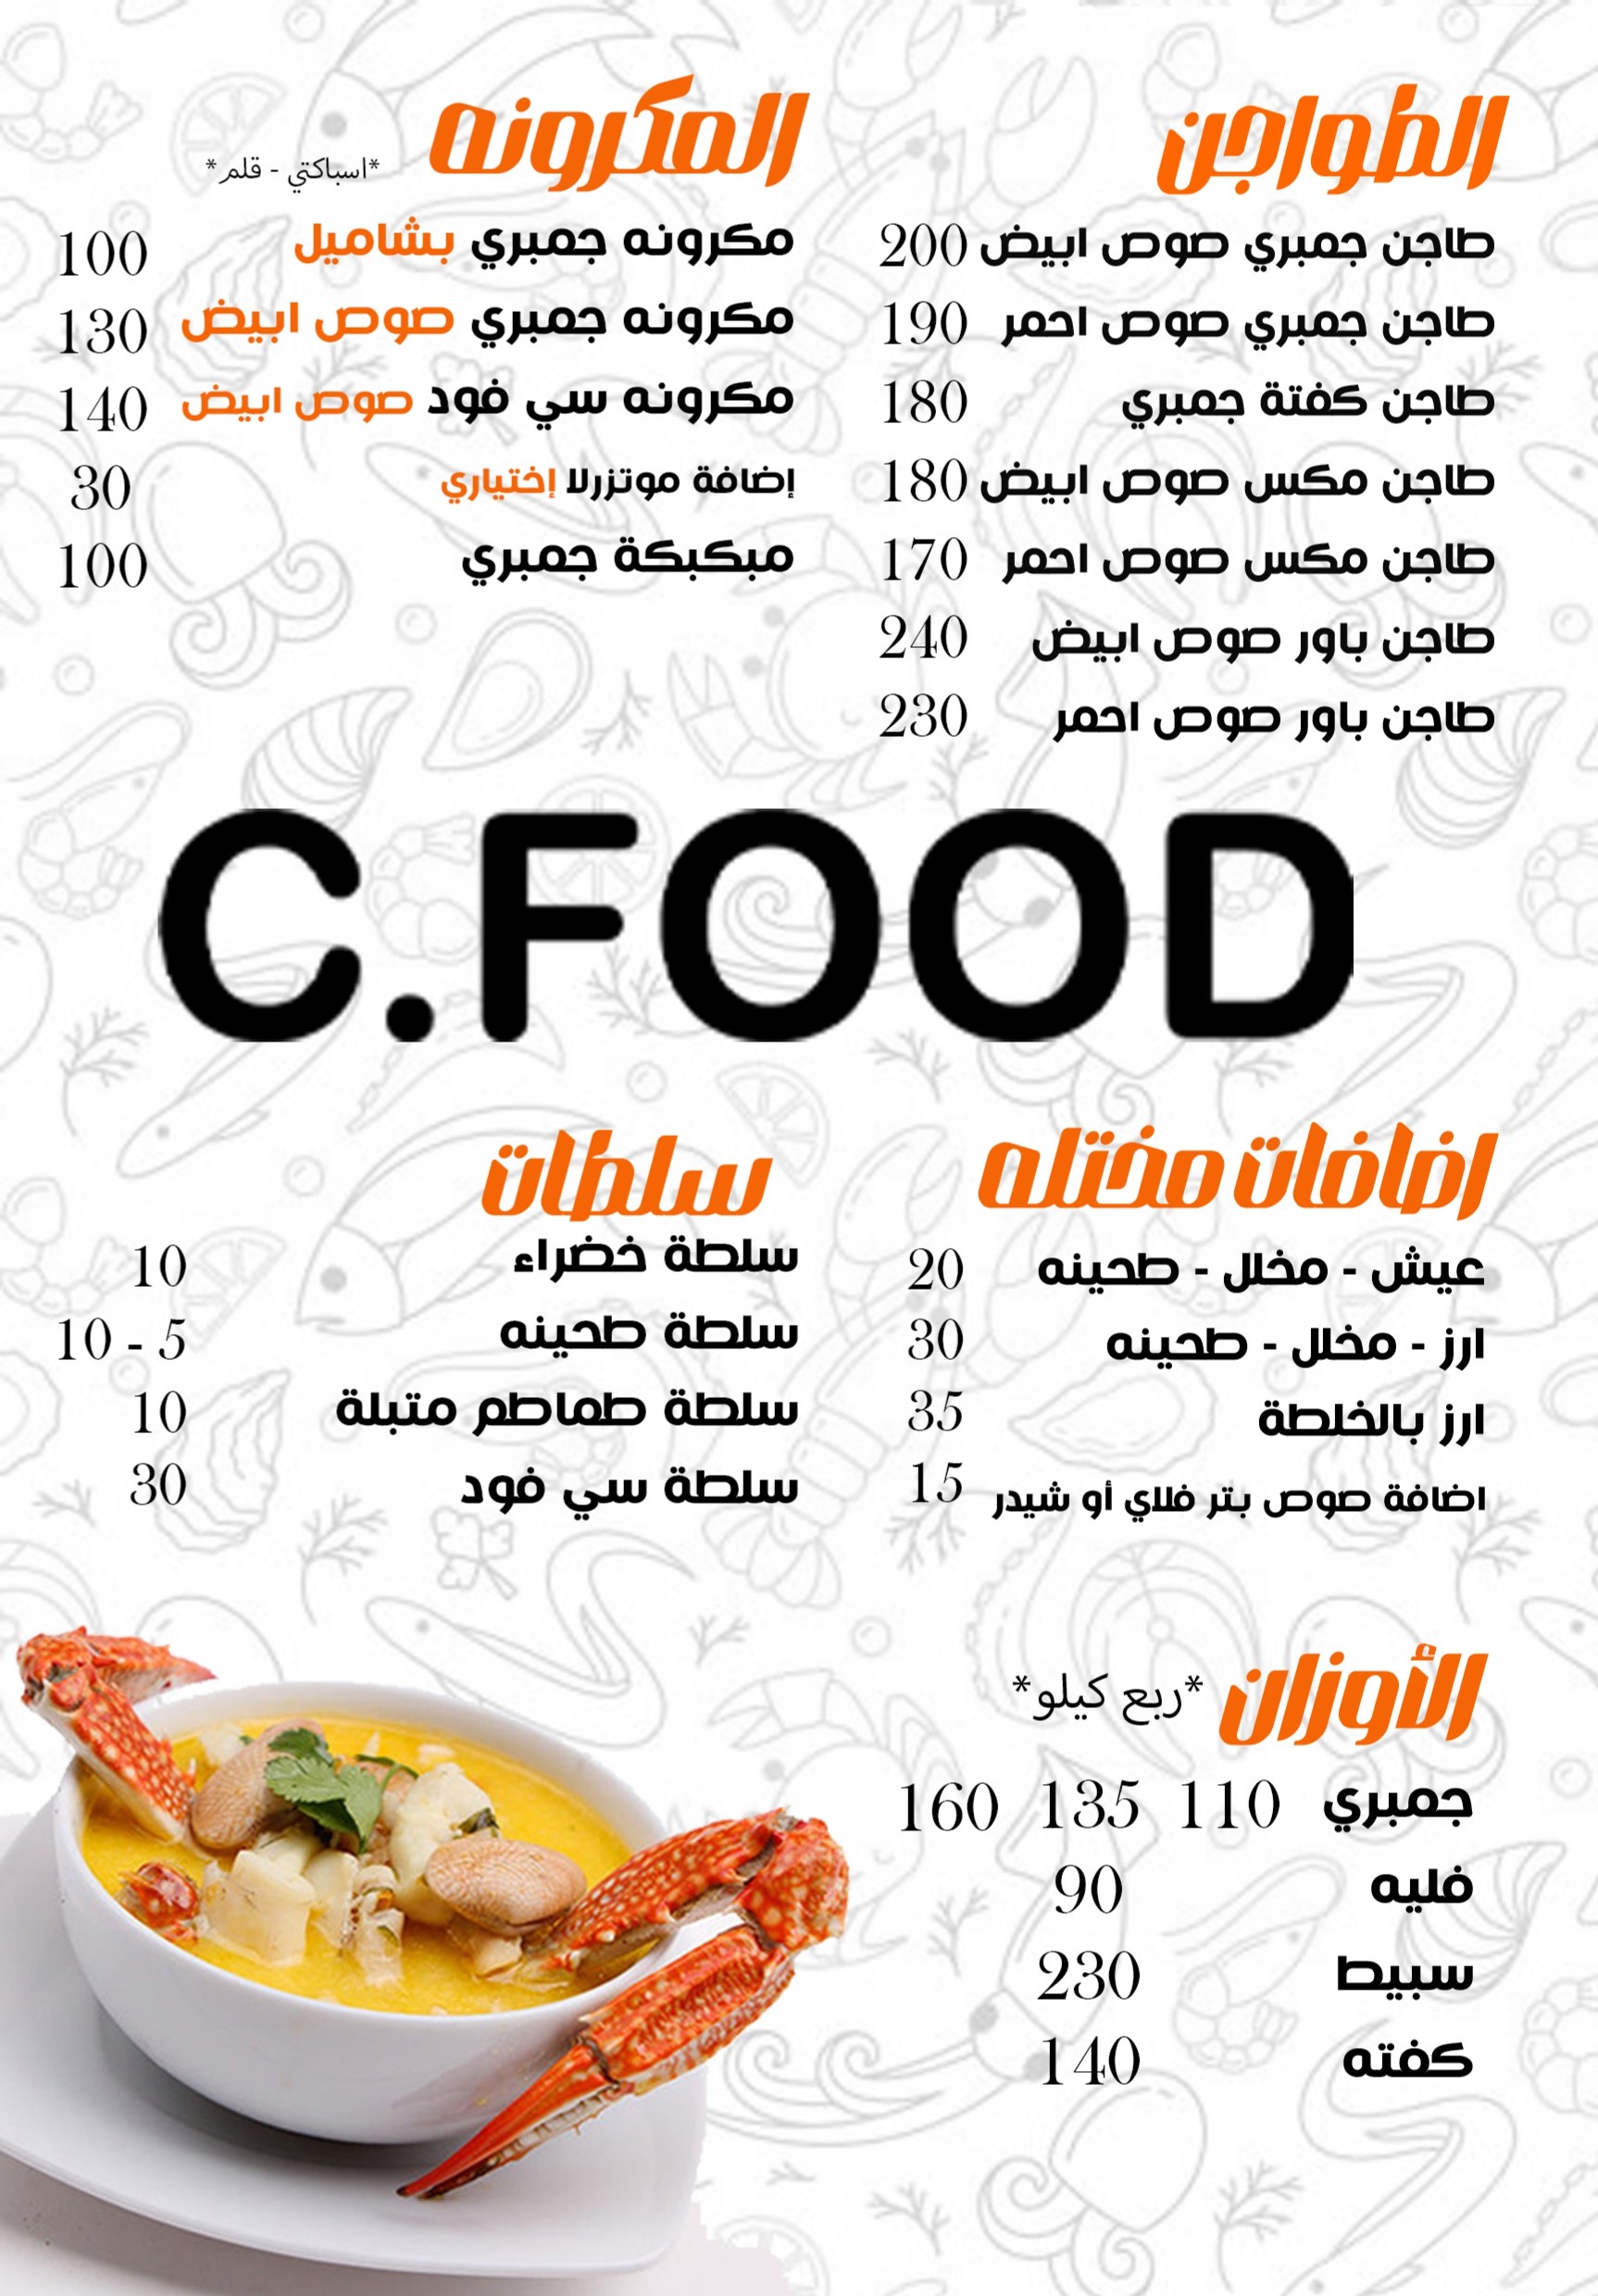 الطواجن
طاجن جمبري صوص ابيض 200
طاجن جمبري صوص احمر 190
طاجن كفتة جمبري 180
طاجن مكس صوص ابيض 180
طاجن مكس صوص احمر 170
طاجن باور صوص ابيض 240
طاجن باور صوص احمر 230
المكرونه *اسباكتي - قلم*
مكرونه جمبري بشاميل 100
مكرونه جمبري صوص ابيض 130
مكرونه سي فود صوص ابيض 140
إضافة موتزرلا إختياري 30
مبكبكة جمبري 100
C.FOOD
اضافات مختله
عيش - مخلل - طحينه 20
ارز - مخلل - طحينه 30
ارز بالخلطة 35
اضافة صوص بتر فلاي أو شيدر 15
سلطات
سلطة خضراء 10
سلطة طحينه 5 - 10
سلطة طماطم متبلة 10
سلطة سي فود 30
الأوزان *ربع كيلو*
جمبري 110 135 160
فليه 90
سبيط 230
كفته 140